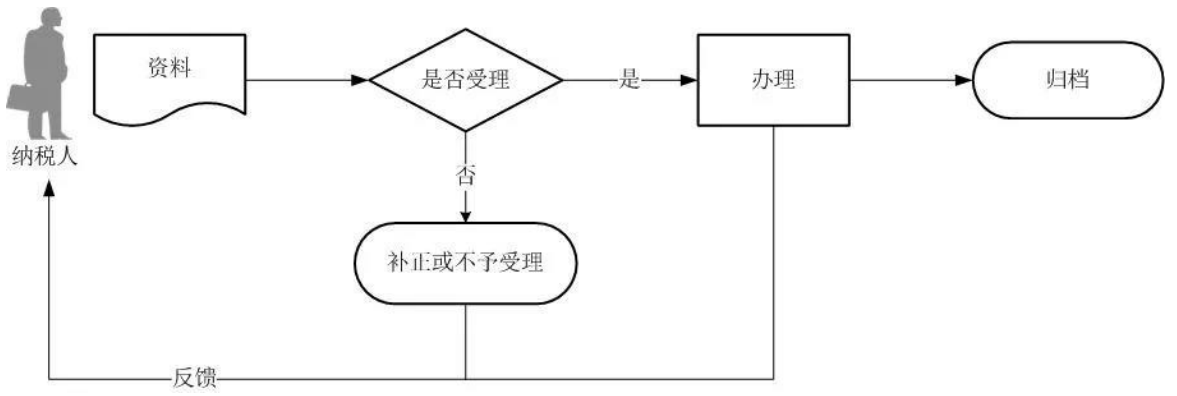 资料
是否受理
是
办理
归档
纳税人
否
补正或不予受理
反馈